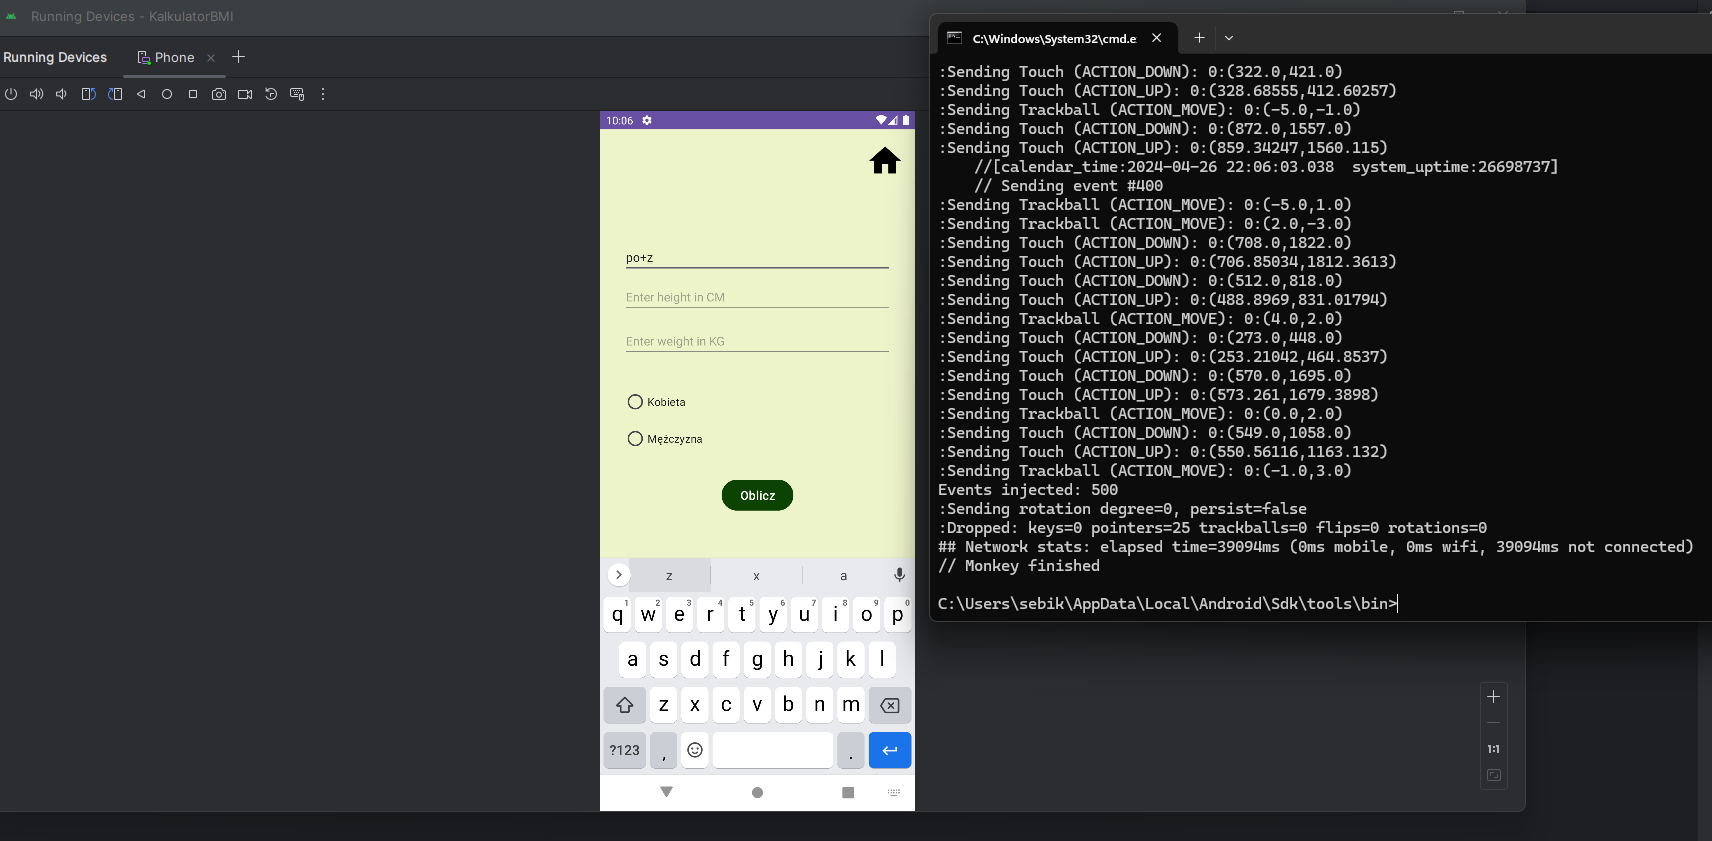 Running Devices - KalkulatorBMI
Running Devices
Phone
10:06
po+z
Enter height in CM
Enter weight in KG
Kobieta
Mężczyzna
Oblicz
z x a
q1 w2 e3 r4 t5 y6 u7 i8 o9 p0
a s d f g h j k l
z x c v b n m
?123 , .
C:\Windows\System32\cmd.e
:Sending Touch (ACTION_DOWN): 0:(322.0,421.0)
:Sending Touch (ACTION_UP): 0:(328.68555,412.60257)
:Sending Trackball (ACTION_MOVE): 0:(-5.0,-1.0)
:Sending Touch (ACTION_DOWN): 0:(872.0,1557.0)
:Sending Touch (ACTION_UP): 0:(859.34247,1560.115)
//[calendar_time:2024-04-26 22:06:03.038  system_uptime:26698737]
// Sending event #400
:Sending Trackball (ACTION_MOVE): 0:(-5.0,1.0)
:Sending Trackball (ACTION_MOVE): 0:(2.0,-3.0)
:Sending Touch (ACTION_DOWN): 0:(708.0,1822.0)
:Sending Touch (ACTION_UP): 0:(706.85034,1812.3613)
:Sending Touch (ACTION_DOWN): 0:(512.0,818.0)
:Sending Touch (ACTION_UP): 0:(488.8969,831.01794)
:Sending Trackball (ACTION_MOVE): 0:(4.0,2.0)
:Sending Touch (ACTION_DOWN): 0:(273.0,448.0)
:Sending Touch (ACTION_UP): 0:(253.21042,464.8537)
:Sending Touch (ACTION_DOWN): 0:(570.0,1695.0)
:Sending Touch (ACTION_UP): 0:(573.261,1679.3898)
:Sending Trackball (ACTION_MOVE): 0:(0.0,2.0)
:Sending Touch (ACTION_DOWN): 0:(549.0,1058.0)
:Sending Touch (ACTION_UP): 0:(550.56116,1163.132)
:Sending Trackball (ACTION_MOVE): 0:(-1.0,3.0)
Events injected: 500
:Sending rotation degree=0, persist=false
:Dropped: keys=0 pointers=25 trackballs=0 flips=0 rotations=0
## Network stats: elapsed time=39094ms (0ms mobile, 0ms wifi, 39094ms not connected)
// Monkey finished
C:\Users\sebik\AppData\Local\Android\Sdk\tools\bin>
1:1